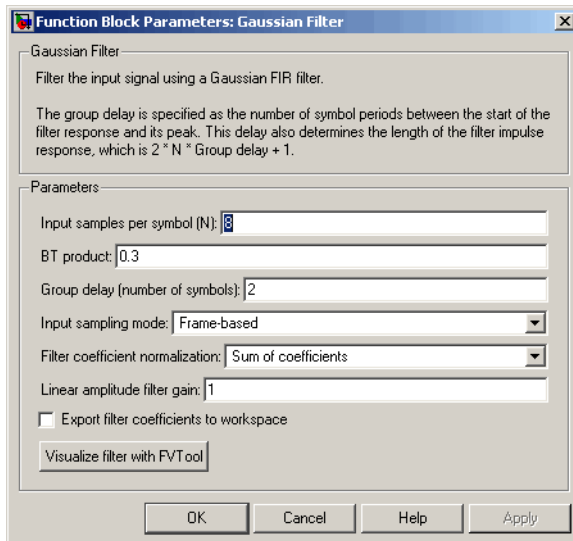 Function Block Parameters: Gaussian Filter
Gaussian Filter
Filter the input signal using a Gaussian FIR filter.
The group delay is specified as the number of symbol periods between the start of the
filter response and its peak. This delay also determines the length of the filter impulse
response, which is 2 * N * Group delay + 1.
Parameters
Input samples per symbol (N): 8
BT product: 0.3
Group delay (number of symbols): 2
Input sampling mode: Frame-based
Filter coefficient normalization: Sum of coefficients
Linear amplitude filter gain: 1
Export filter coefficients to workspace
Visualize filter with FVTool
OK Cancel Help Apply